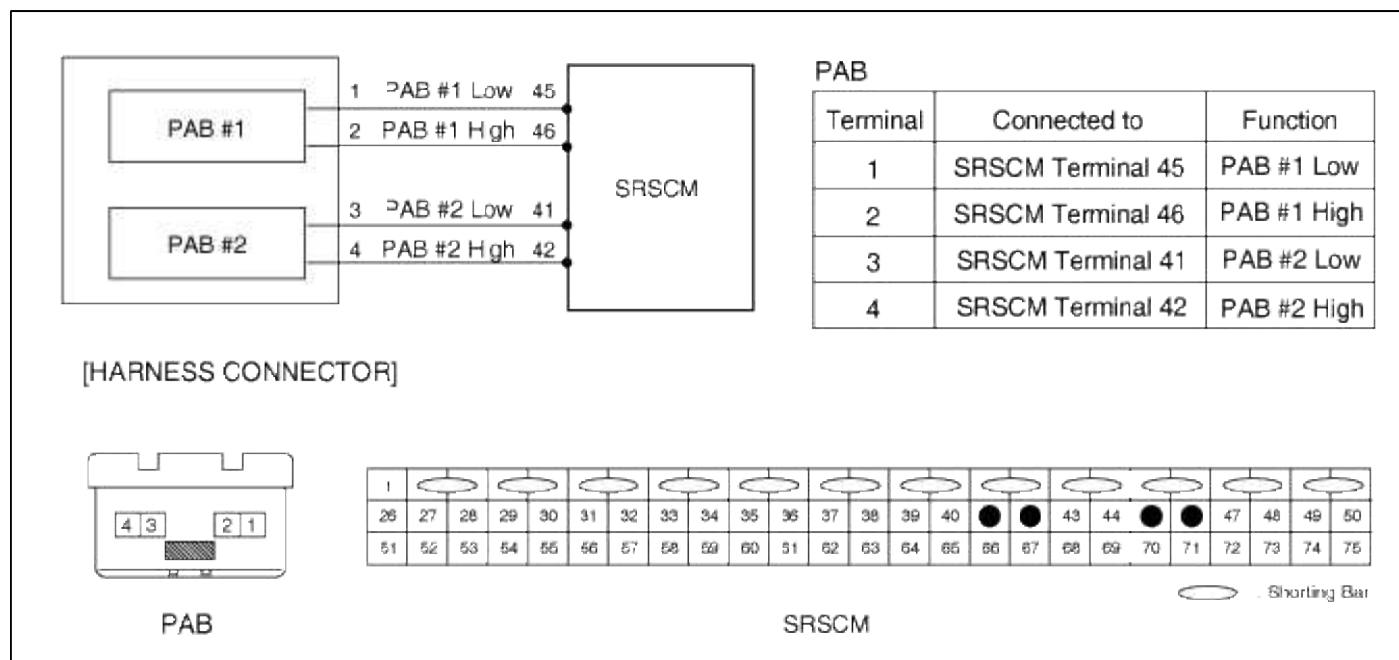 PAB #1
PAB #2
1 PAB #1 Low 45
2 PAB #1 High 46
3 PAB #2 Low 41
4 PAB #2 High 42
SRSCM
PAB
Terminal Connected to Function
1 SRSCM Terminal 45 PAB #1 Low
2 SRSCM Terminal 46 PAB #1 High
3 SRSCM Terminal 41 PAB #2 Low
4 SRSCM Terminal 42 PAB #2 High
[HARNESS CONNECTOR]
4 3 2 1
PAB
1
26 27 28 29 30 31 32 33 34 35 36 37 38 39 40 43 44 47 48 49 50
51 52 53 54 55 56 57 58 59 60 61 62 63 64 65 66 67 68 69 70 71 72 73 74 75
: Shorting Bar
SRSCM